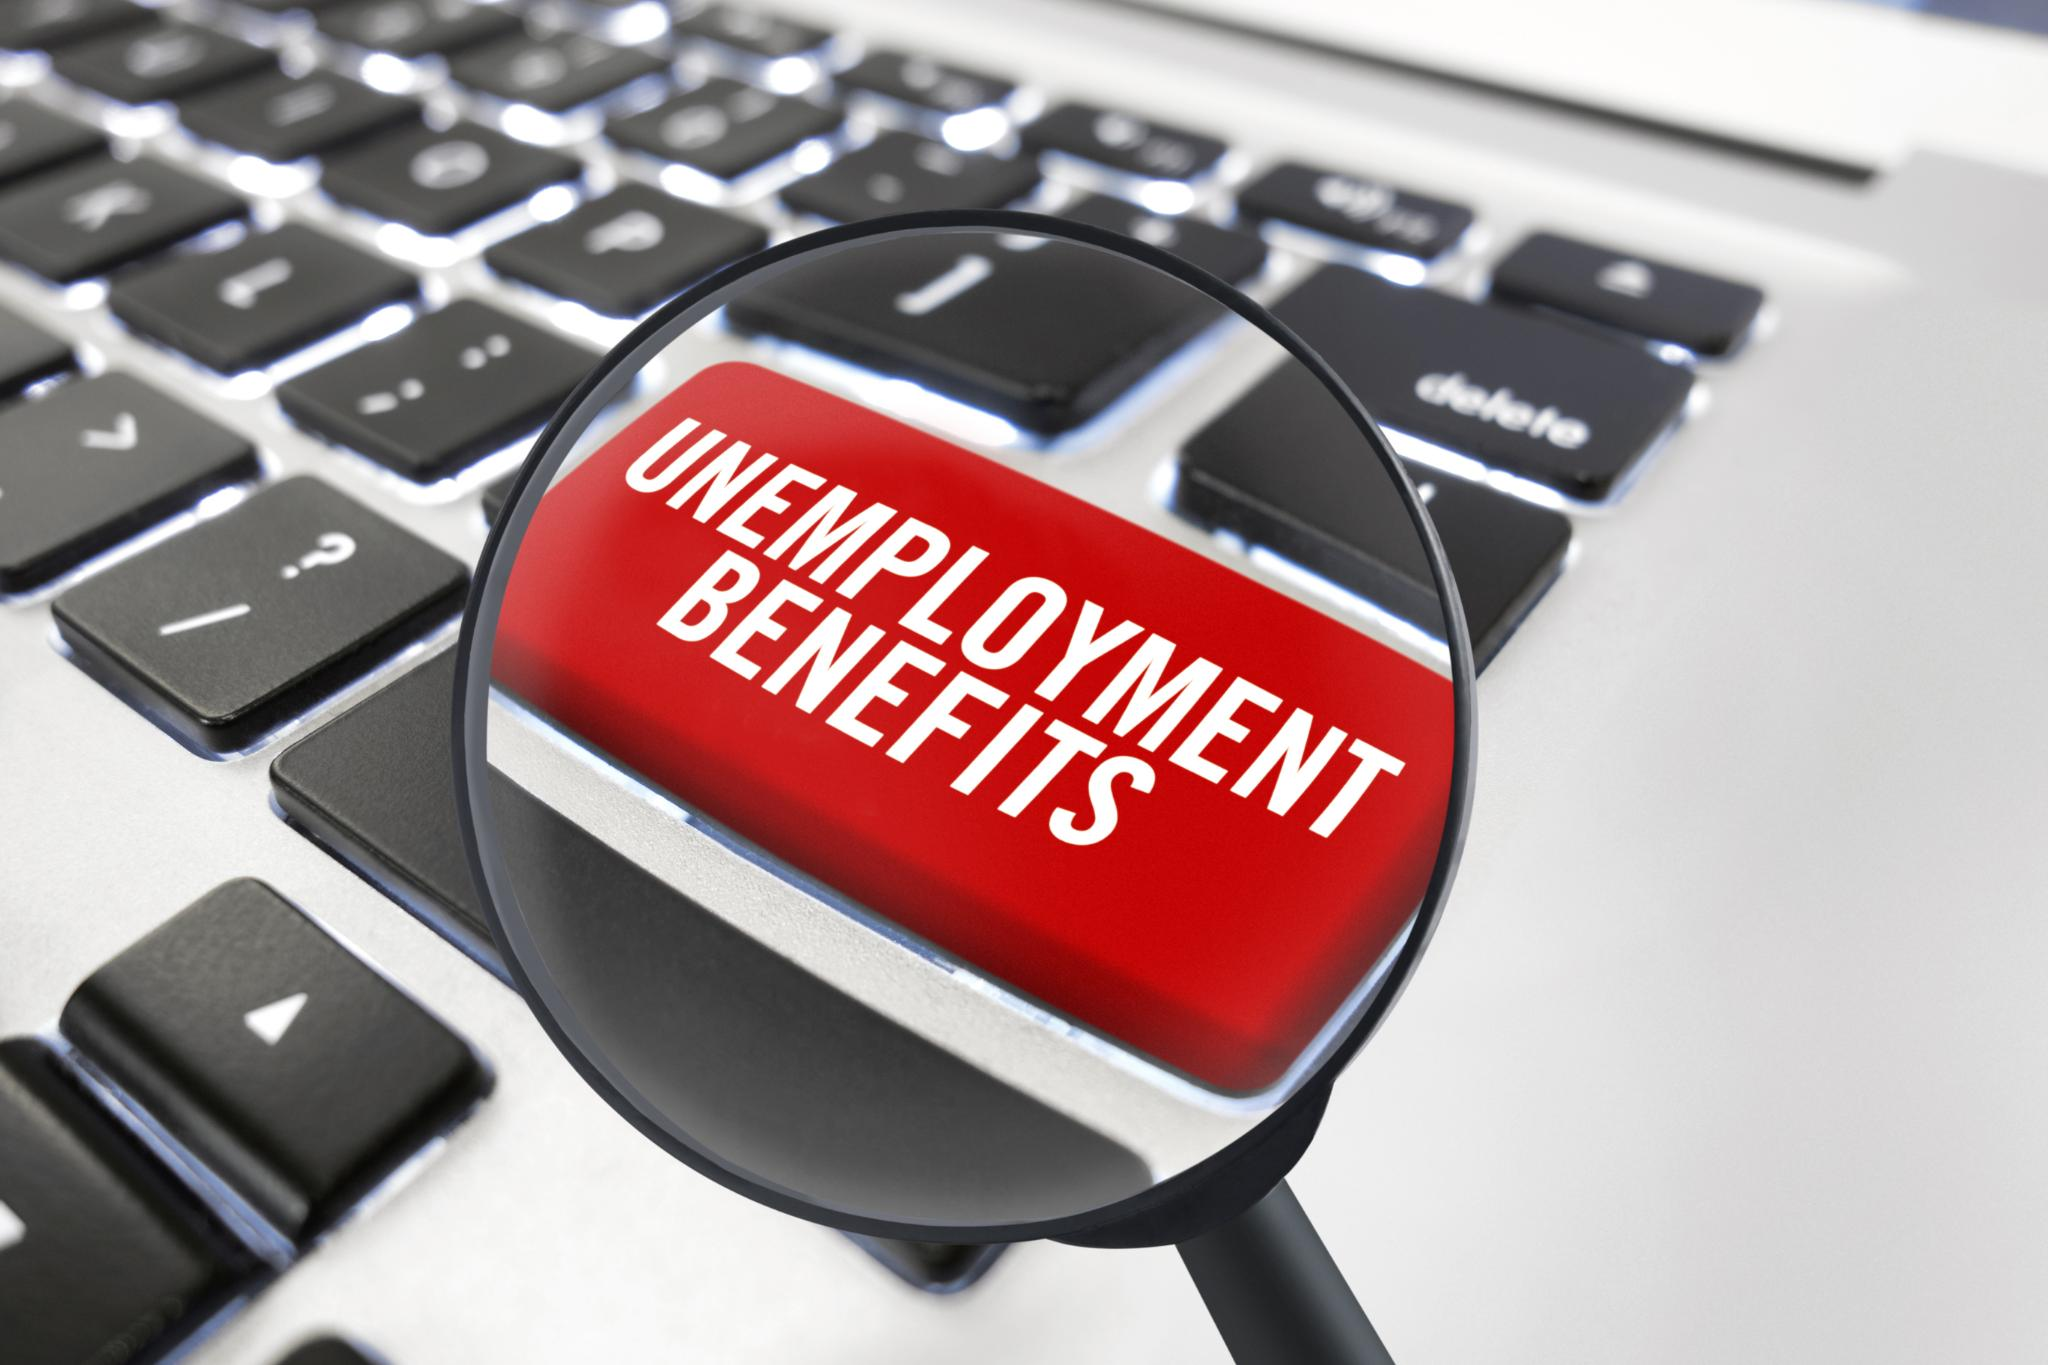 K
L
P
O
]
delete
: ;
>
?
/
UNEMPLOYMENT
BENEFITS